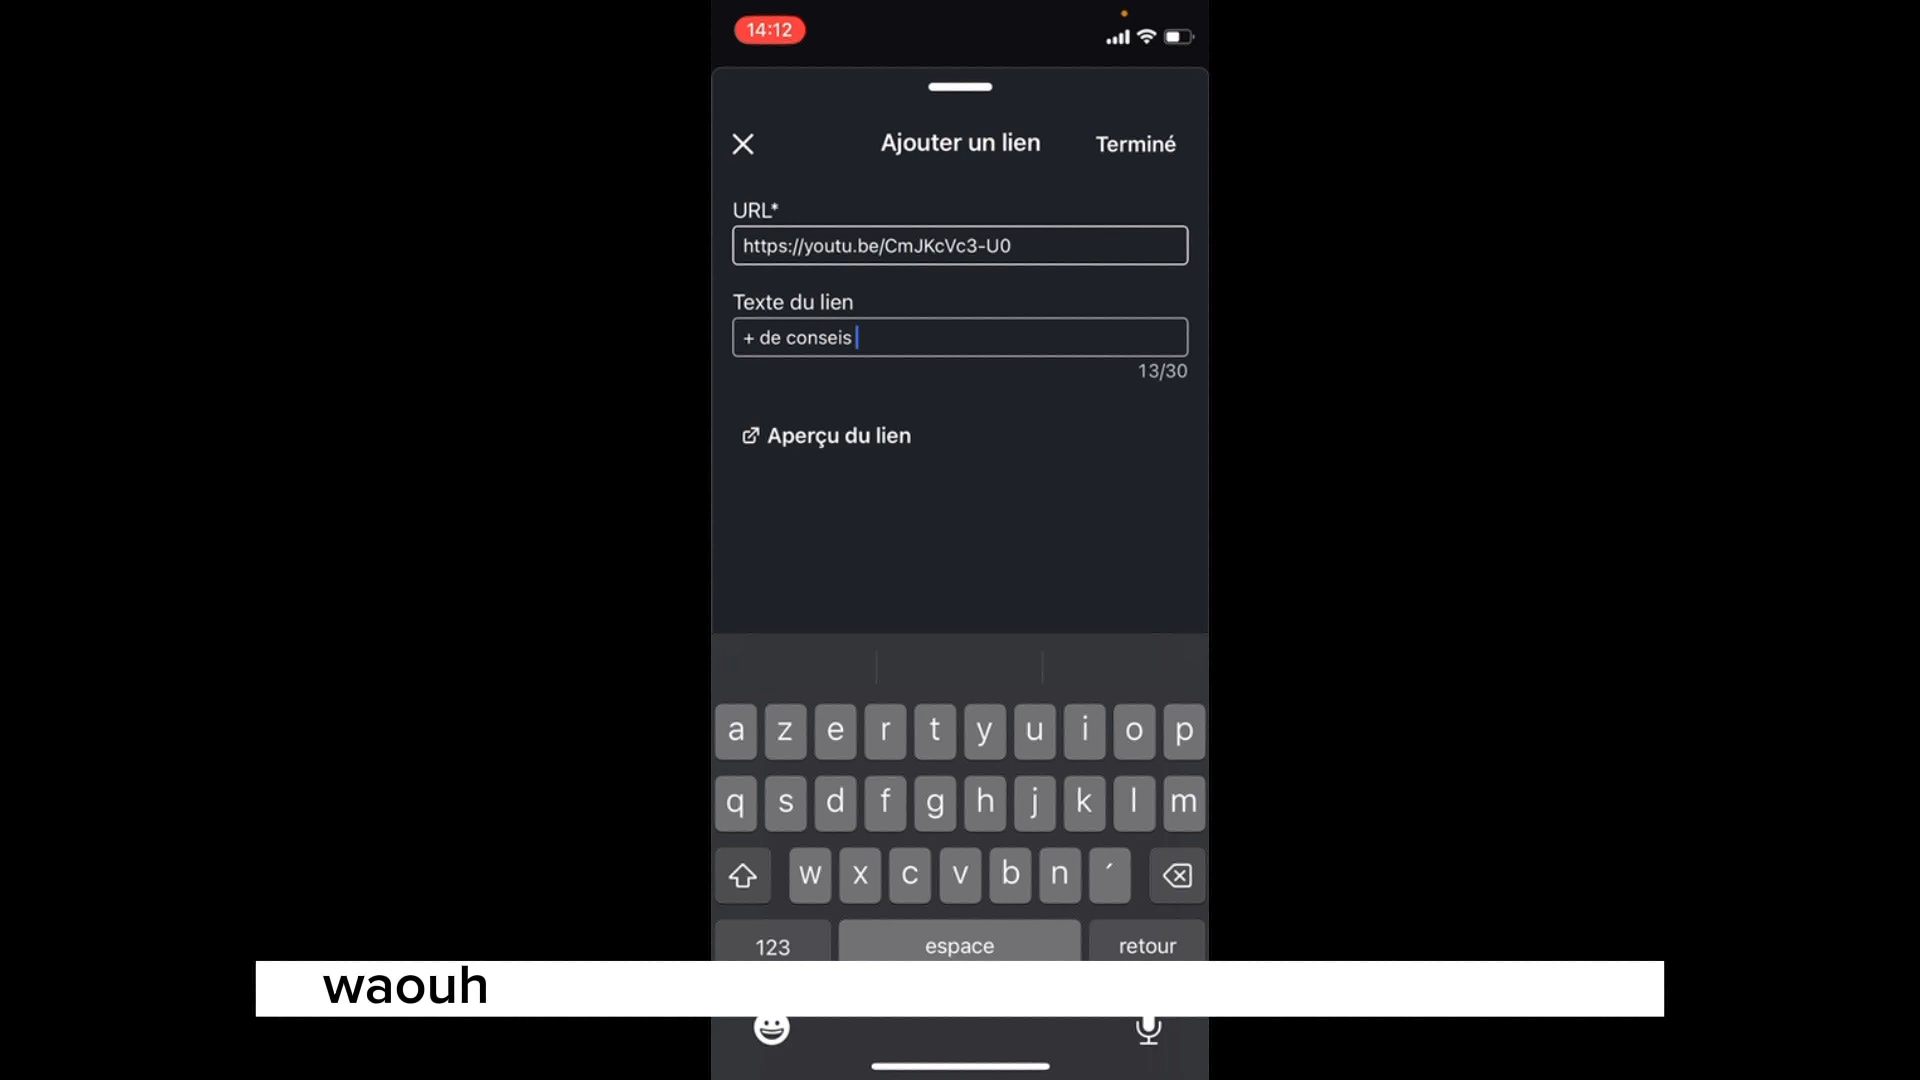 14:12
Ajouter un lien
Terminé
URL*
https://youtu.be/CmJKcVc3-U0
Texte du lien
+ de conseis
13/30
Aperçu du lien
a z e r t y u i o p
q s d f g h j k l m
w x c v b n ´
123 espace retour
waouh